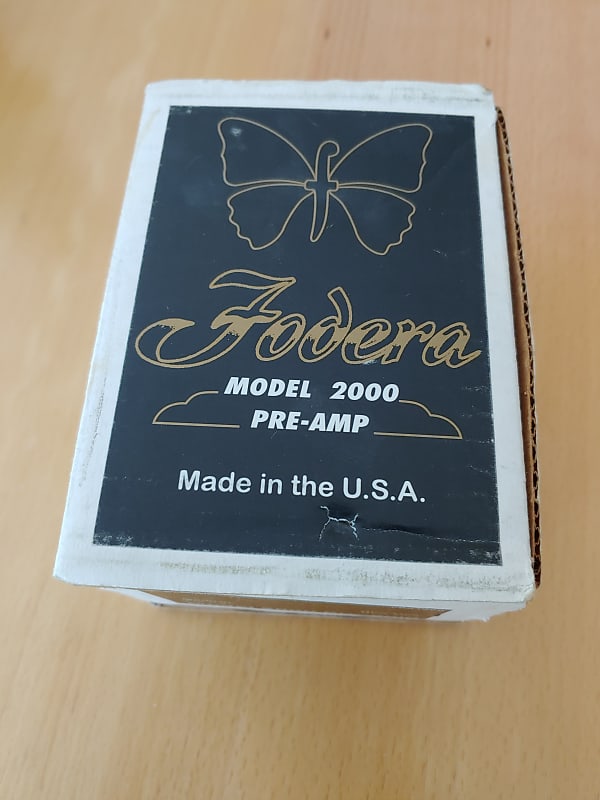 Fodera
MODEL 2000
PRE-AMP
Made in the U.S.A.